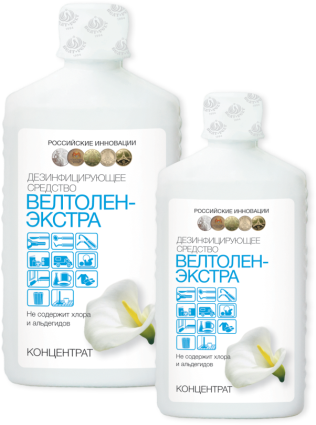 РОССИЙСКИЕ ИННОВАЦИИ
ДЕЗИНФИЦИРУЮЩЕЕ
СРЕДСТВО
ВЕЛТОЛЕН-
ЭКСТРА
Не содержит хлора
и альдегидов
КОНЦЕНТРАТ
РОССИЙСКИЕ ИННОВАЦИИ
ДЕЗИНФИЦИРУЮЩЕЕ
СРЕДСТВО
ВЕЛТОЛЕН-
ЭКСТРА
Не содержит хлора
и альдегидов
КОНЦЕНТРАТ